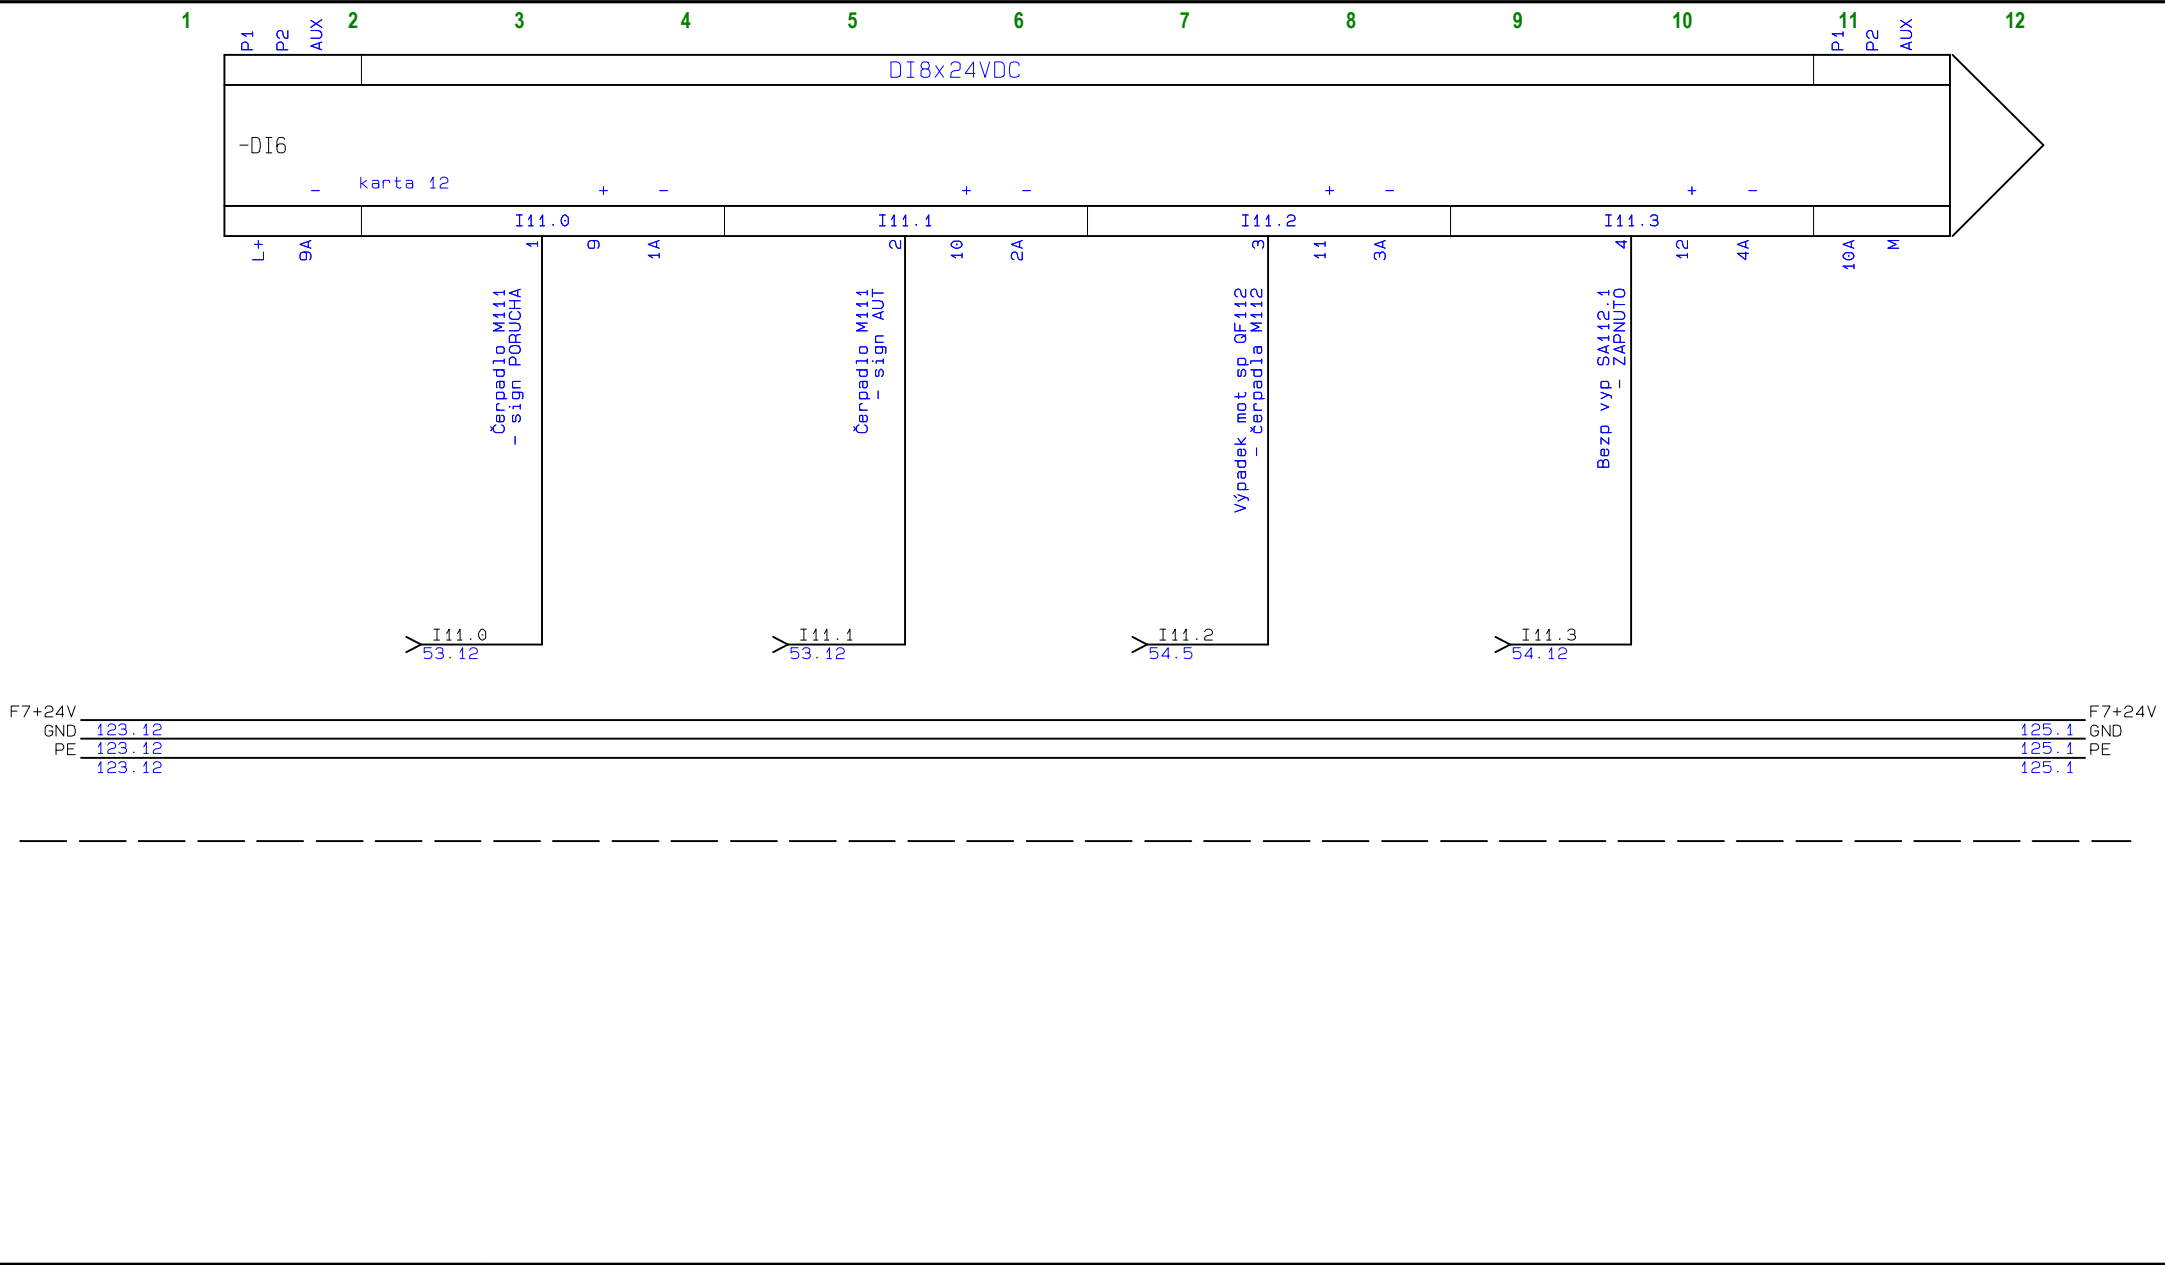 1 2 3 4 5 6 7 8 9 10 11 12
P1 P2 AUX P1 P2 AUX
DI8x24VDC
-DI6
karta 12
- + - + - + - + -
I11.0 I11.1 I11.2 I11.3
L+ 9A 1 9 1A 2 10 2A 3 11 3A 4 12 4A 10A M
Čerpadlo M111
- sign PORUCHA
Čerpadlo M111
- sign AUT
Výpadek mot sp QF112
- čerpadla M112
Bezp vyp SA112.1
- ZAPNUTO
I11.0 I11.1 I11.2 I11.3
53.12 53.12 54.5 54.12
F7+24V F7+24V
GND 123.12 125.1 GND
PE 123.12 125.1 PE
123.12 125.1